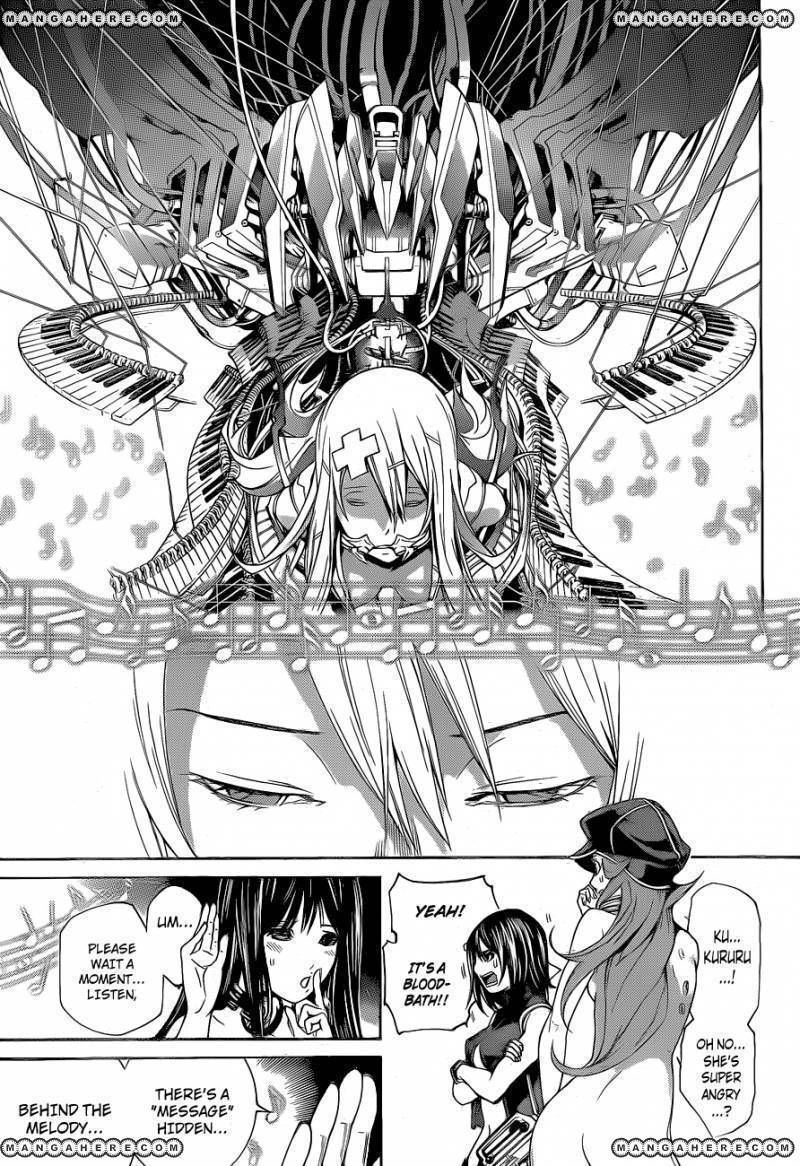 MANGAHERE.COM
MANGAHERE.COM
KU...
KURURU
...!
OH NO...
SHE'S
SUPER
ANGRY
...?
YEAH!
IT'S A
BLOOD-
BATH!!
UM...
PLEASE
WAIT A
MOMENT...
LISTEN,
THERE'S A
"MESSAGE"
HIDDEN...
BEHIND THE
MELODY...
MANGAHERE.COM
MANGAHERE.COM